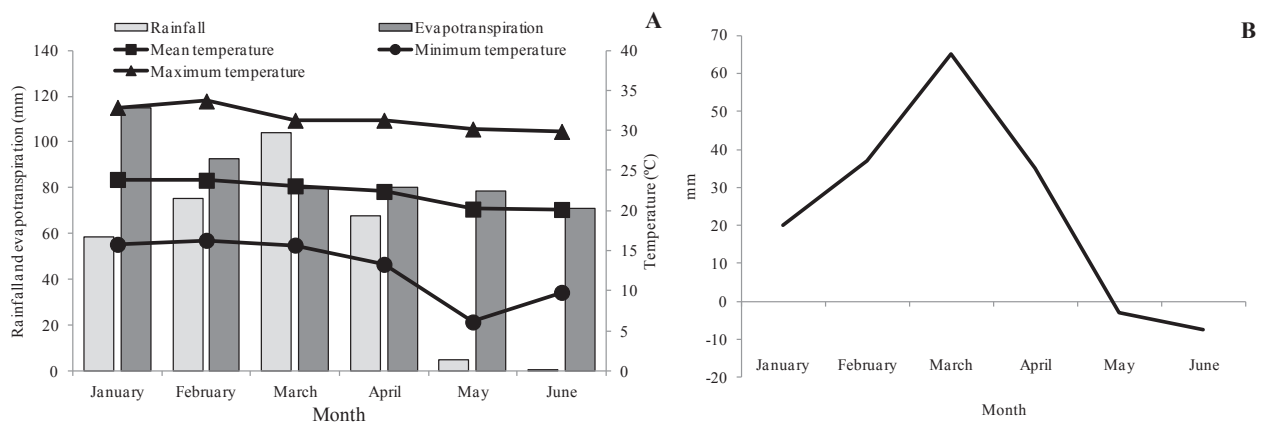 A
Rainfall
Evapotranspiration
Mean temperature
Minimum temperature
Maximum temperature
Rainfall and evapotranspiration (mm)
140
120
100
80
60
40
20
0
40
35
30
25
20
15
10
5
0
Temperature (ºC)
January February March April May June
Month
B
mm
70
60
50
40
30
20
10
0
-10
-20
January February March April May June
Month